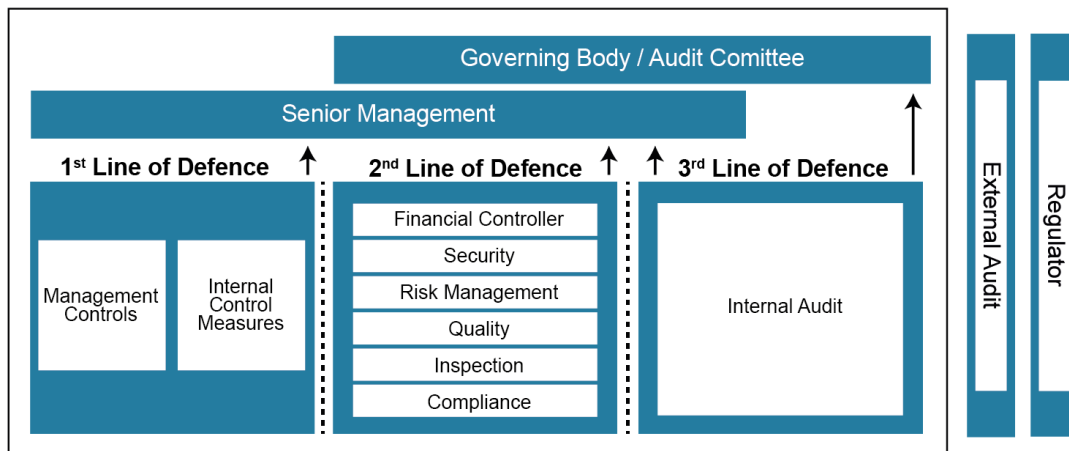 Governing Body / Audit Comittee
Senior Management
1st Line of Defence
2nd Line of Defence
3rd Line of Defence
Management
Controls
Internal
Control
Measures
Financial Controller
Security
Risk Management
Quality
Inspection
Compliance
Internal Audit
External Audit
Regulator